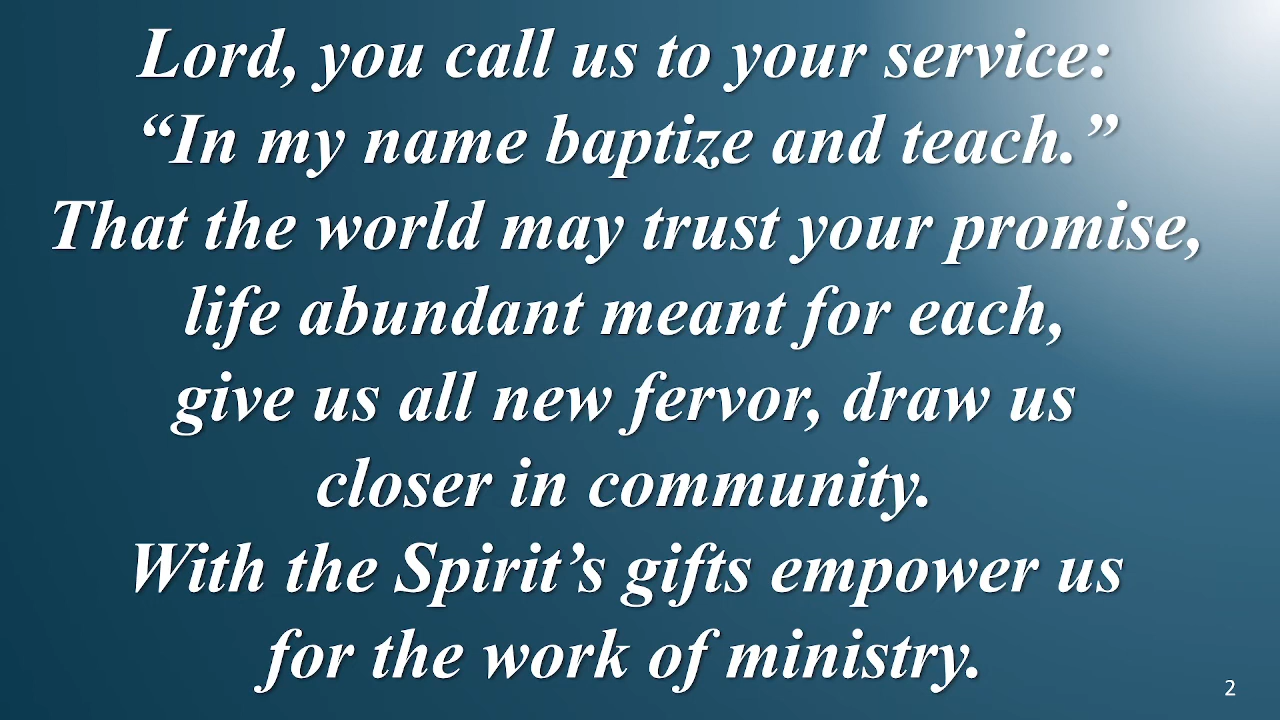 Lord, you call us to your service:
“In my name baptize and teach.”
That the world may trust your promise,
life abundant meant for each,
give us all new fervor, draw us
closer in community.
With the Spirit’s gifts empower us
for the work of ministry.
2